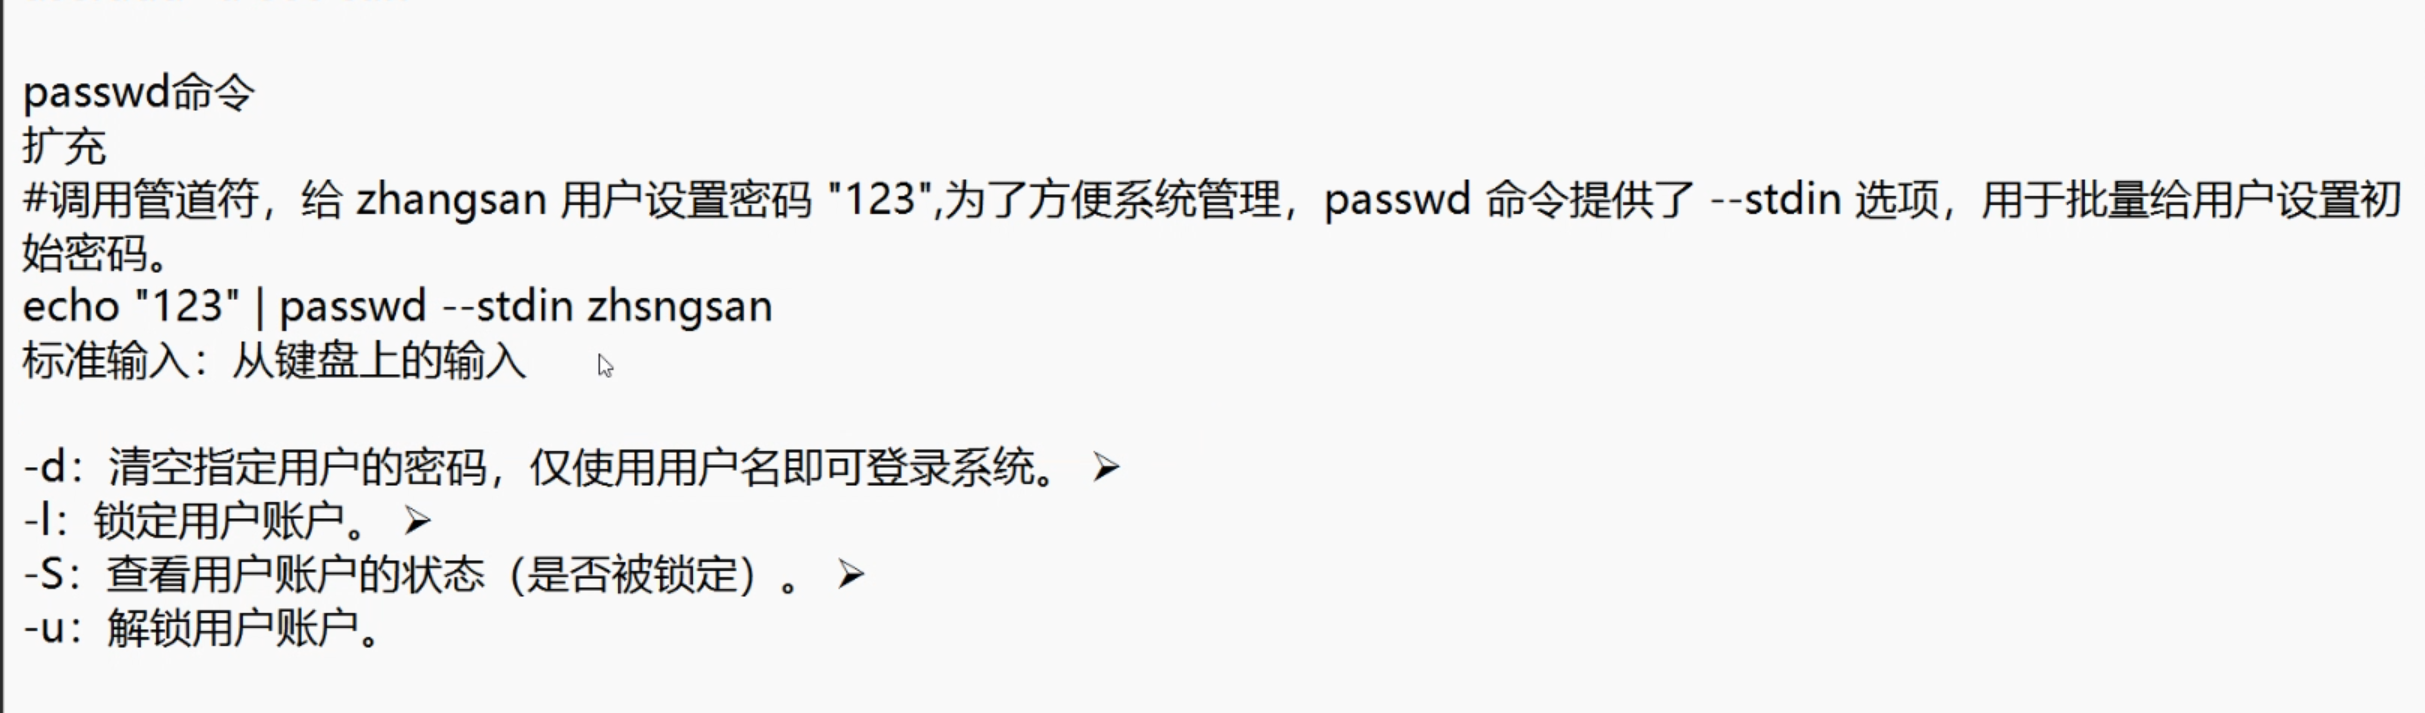 passwd命令
扩充
#调用管道符，给 zhangsan 用户设置密码 "123",为了方便系统管理，passwd 命令提供了 --stdin 选项，用于批量给用户设置初
始密码。
echo "123" | passwd --stdin zhsngsan
标准输入：从键盘上的输入
-d：清空指定用户的密码，仅使用用户名即可登录系统。 ➢
-l：锁定用户账户。 ➢
-S：查看用户账户的状态（是否被锁定）。 ➢
-u：解锁用户账户。